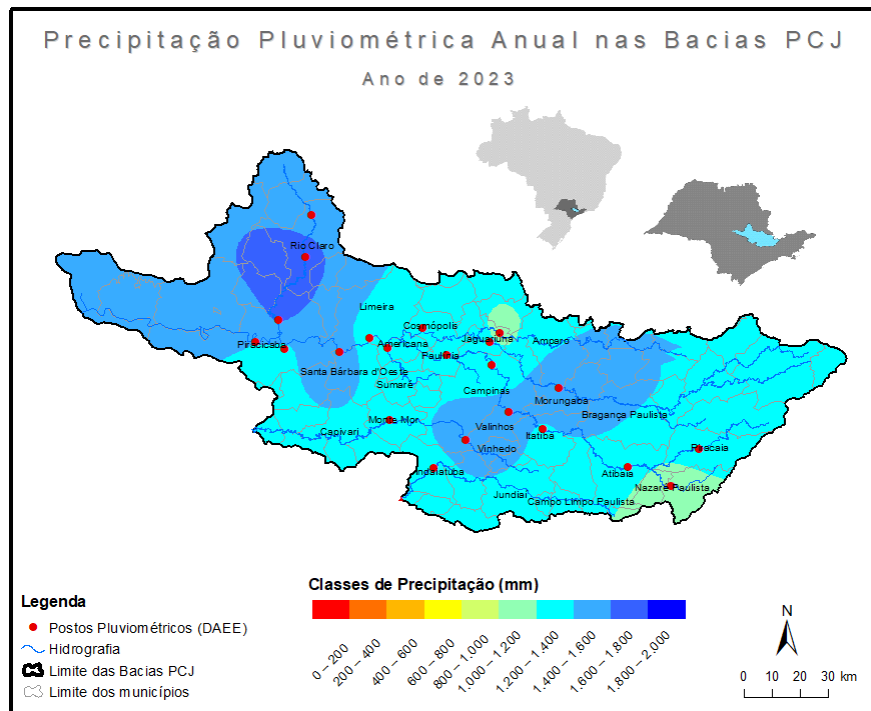 Precipitação Pluviométrica Anual nas Bacias PCJ
Ano de 2023
Rio Claro
Limeira
Cosmópolis
Piracicaba
Americana
Jaguariúna
Amparo
Paulínia
Santa Bárbara d'Oeste
Sumaré
Campinas
Morungaba
Bragança Paulista
Monte Mor
Capivari
Valinhos
Itatiba
Vinhedo
Piracaia
Indaiatuba
Atibaia
Nazaré Paulista
Jundiaí
Campo Limpo Paulista
Classes de Precipitação (mm)
0 – 200
200 – 400
400 – 600
600 – 800
800 – 1.000
1.000 – 1.200
1.200 – 1.400
1.400 – 1.600
1.600 – 1.800
1.800 – 2.000
Legenda
Postos Pluviométricos (DAEE)
Hidrografia
Limite das Bacias PCJ
Limite dos municípios
N
0 10 20 30 km